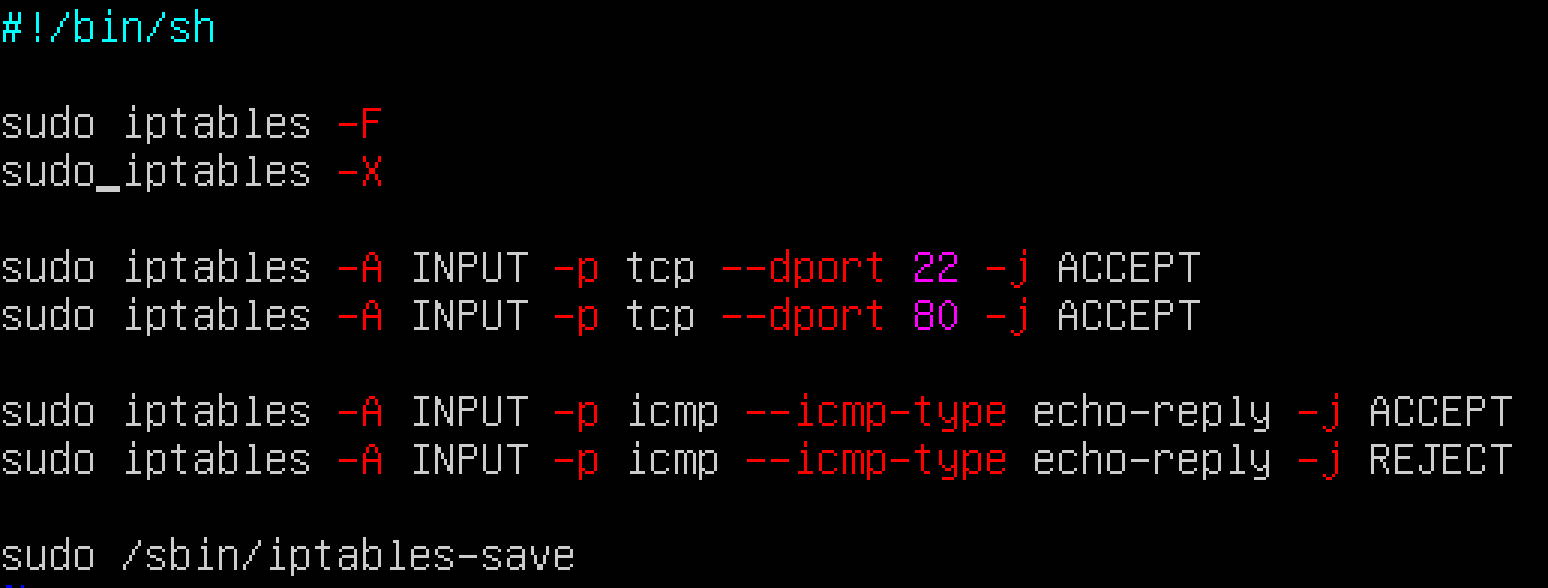 #!/bin/sh
sudo iptables -F
sudo iptables -X
sudo iptables -A INPUT -p tcp --dport 22 -j ACCEPT
sudo iptables -A INPUT -p tcp --dport 80 -j ACCEPT
sudo iptables -A INPUT -p icmp --icmp-type echo-reply -j ACCEPT
sudo iptables -A INPUT -p icmp --icmp-type echo-reply -j REJECT
sudo /sbin/iptables-save